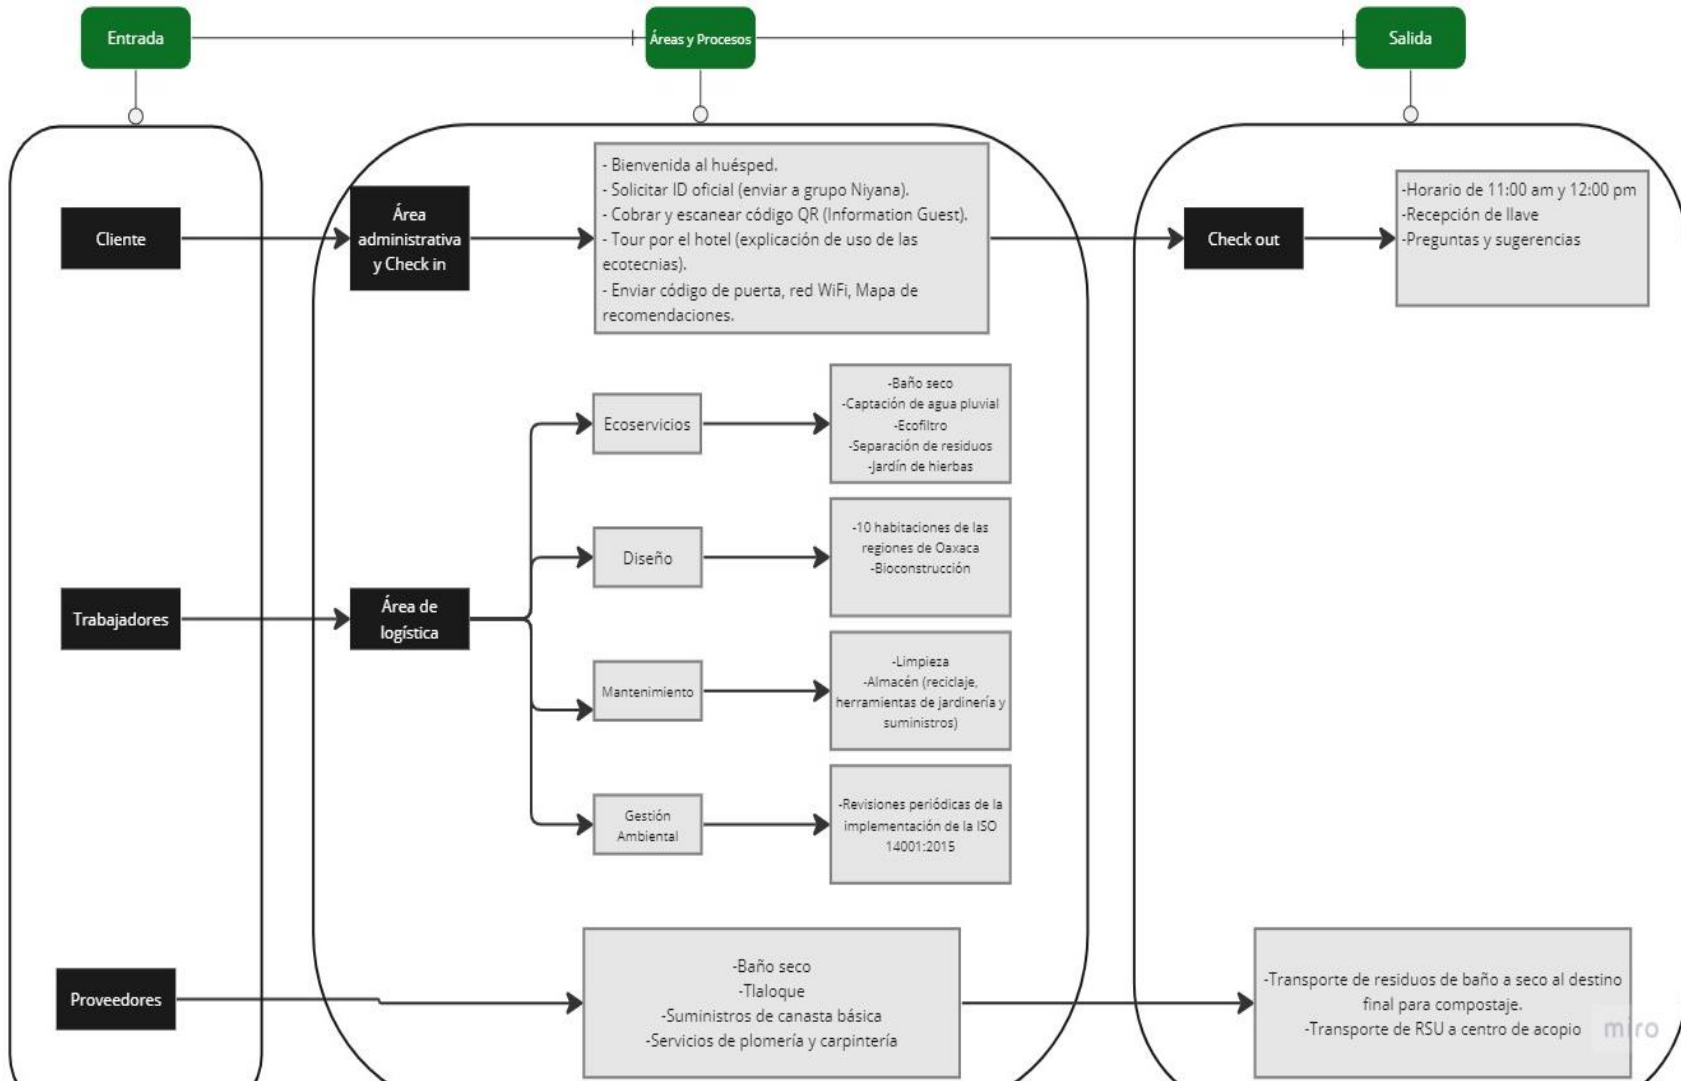 Entrada
Áreas y Procesos
Salida
Cliente
Área
administrativa
y Check in
- Bienvenida al huésped.
- Solicitar ID oficial (enviar a grupo Niyana).
- Cobrar y escanear código QR (Information Guest).
- Tour por el hotel (explicación de uso de las
ecotecnias).
- Enviar código de puerta, red WiFi, Mapa de
recomendaciones.
Check out
-Horario de 11:00 am y 12:00 pm
-Recepción de llave
-Preguntas y sugerencias
Trabajadores
Área de
logística
Ecoservicios
-Baño seco
-Captación de agua pluvial
-Ecofiltro
-Separación de residuos
-Jardín de hierbas
Diseño
-10 habitaciones de las
regiones de Oaxaca
-Bioconstrucción
Mantenimiento
-Limpieza
-Almacén (reciclaje,
herramientas de jardinería y
suministros)
Gestión
Ambiental
-Revisiones periódicas de la
implementación de la ISO
14001:2015
Proveedores
-Baño seco
-Tlaloque
-Suministros de canasta básica
-Servicios de plomería y carpintería
-Transporte de residuos de baño a seco al destino
final para compostaje.
-Transporte de RSU a centro de acopio
miro